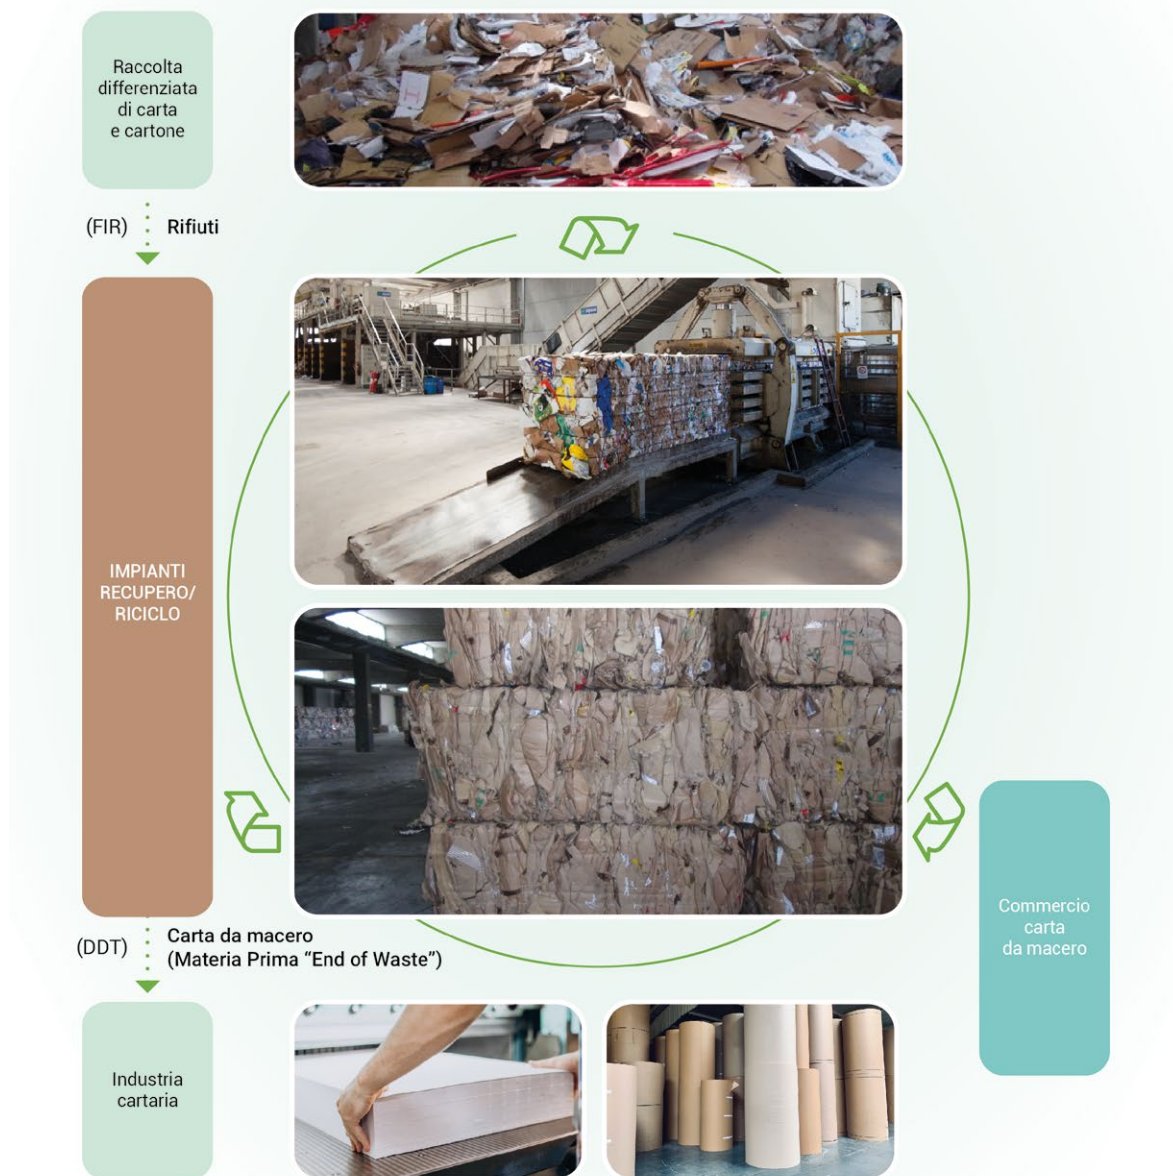 Raccolta
differenziata
di carta
e cartone
(FIR)
Rifiuti
IMPIANTI
RECUPERO/
RICICLO
(DDT)
Carta da macero
(Materia Prima “End of Waste”)
Commercio
carta
da macero
Industria
cartaria